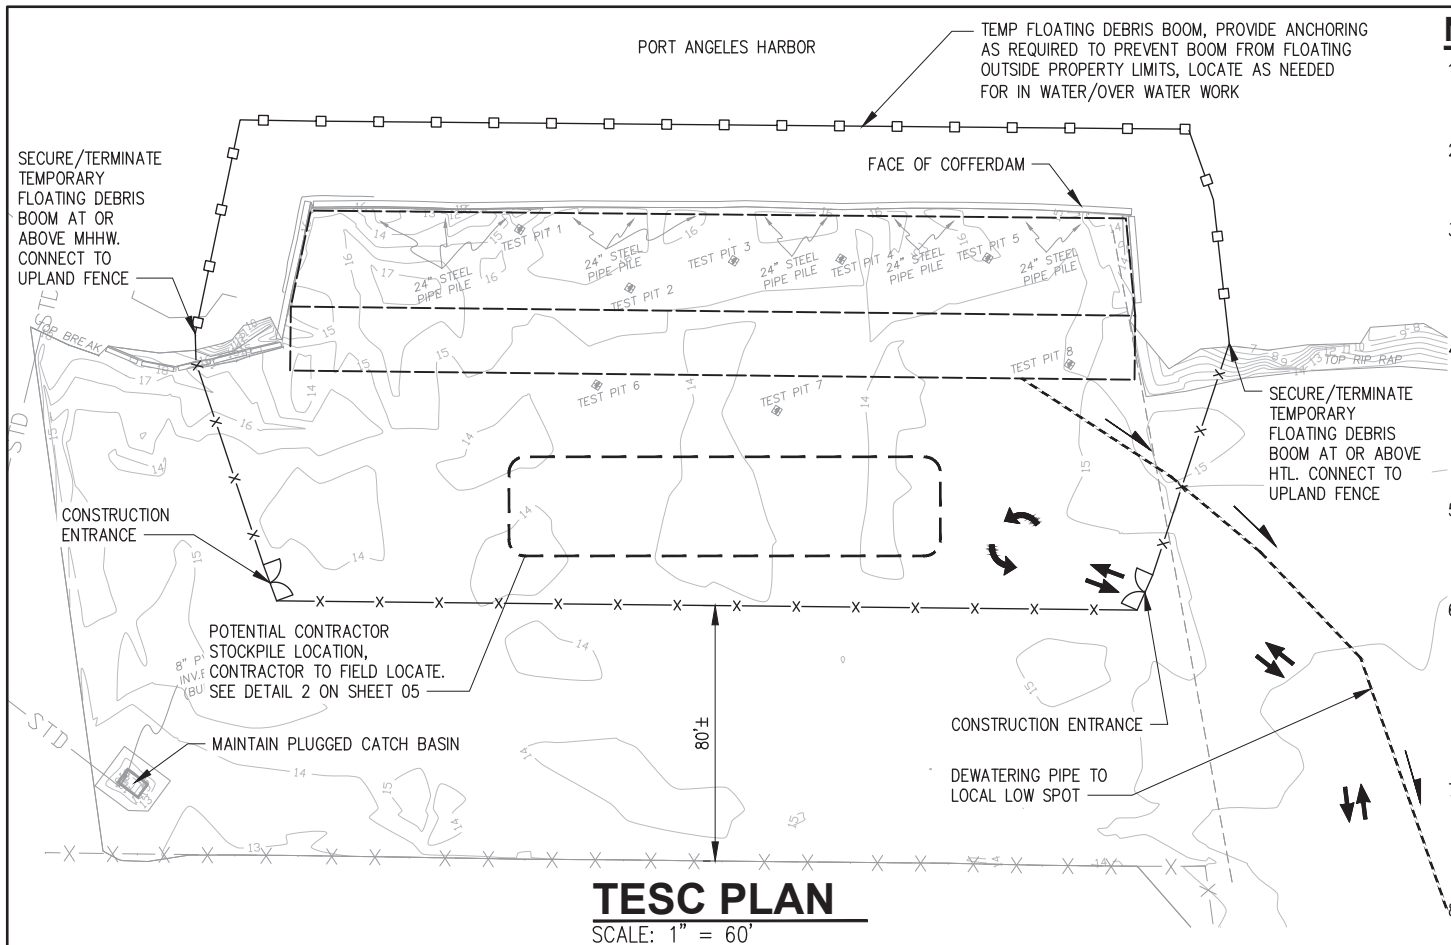 PORT ANGELES HARBOR
TEMP FLOATING DEBRIS BOOM, PROVIDE ANCHORING
AS REQUIRED TO PREVENT BOOM FROM FLOATING
OUTSIDE PROPERTY LIMITS, LOCATE AS NEEDED
FOR IN WATER/OVER WATER WORK
SECURE/TERMINATE
TEMPORARY
FLOATING DEBRIS
BOOM AT OR
ABOVE MHHW.
CONNECT TO
UPLAND FENCE
FACE OF COFFERDAM
TEST PIT 1
TEST PIT 3
TEST PIT 4
TEST PIT 5
24" STEEL
PIPE PILE
24" STEEL
PIPE PILE
24" STEEL
PIPE PILE
24" STEEL
PIPE PILE
24" STEEL
PIPE PILE
TEST PIT 2
STD
TOP BREAK
TEST PIT 6
TEST PIT 7
TEST PIT 8
TOP RIP RAP
SECURE/TERMINATE
TEMPORARY
FLOATING DEBRIS
BOOM AT OR ABOVE
HTL. CONNECT TO
UPLAND FENCE
STD
CONSTRUCTION
ENTRANCE
POTENTIAL CONTRACTOR
STOCKPILE LOCATION,
CONTRACTOR TO FIELD LOCATE.
SEE DETAIL 2 ON SHEET 05
8" P
INV.E
(BU
STD
MAINTAIN PLUGGED CATCH BASIN
80'±
CONSTRUCTION ENTRANCE
DEWATERING PIPE TO
LOCAL LOW SPOT
TESC PLAN
SCALE: 1" = 60'